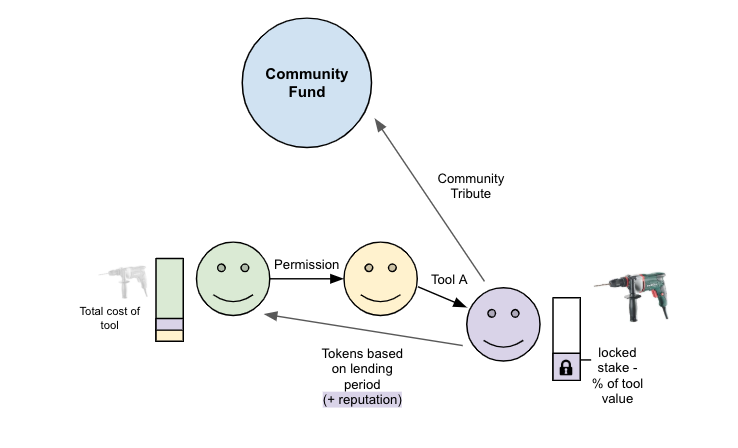 Community
Fund
Community
Tribute
Permission
Tool A
Total cost of
tool
Tokens based
on lending
period
(+ reputation)
locked
stake -
% of tool
value